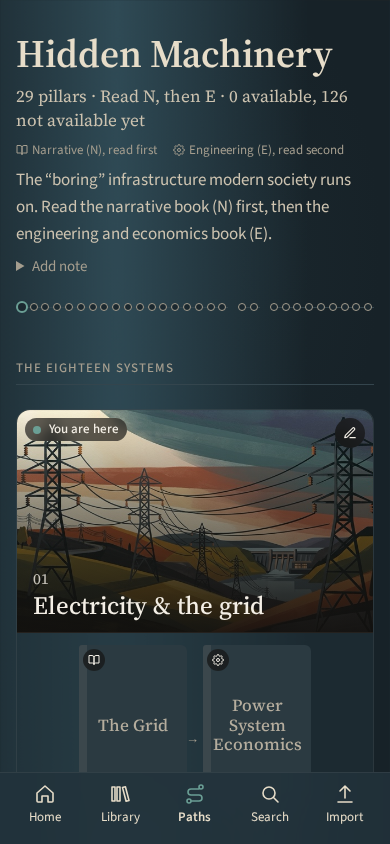 Hidden Machinery
29 pillars · Read N, then E · 0 available, 126
not available yet
Narrative (N), read first Engineering (E), read second
The “boring” infrastructure modern society runs
on. Read the narrative book (N) first, then the
engineering and economics book (E).
Add note
THE EIGHTEEN SYSTEMS
You are here
01
Electricity & the grid
The Grid
→
Power
System
Economics
Home Library Paths Search Import